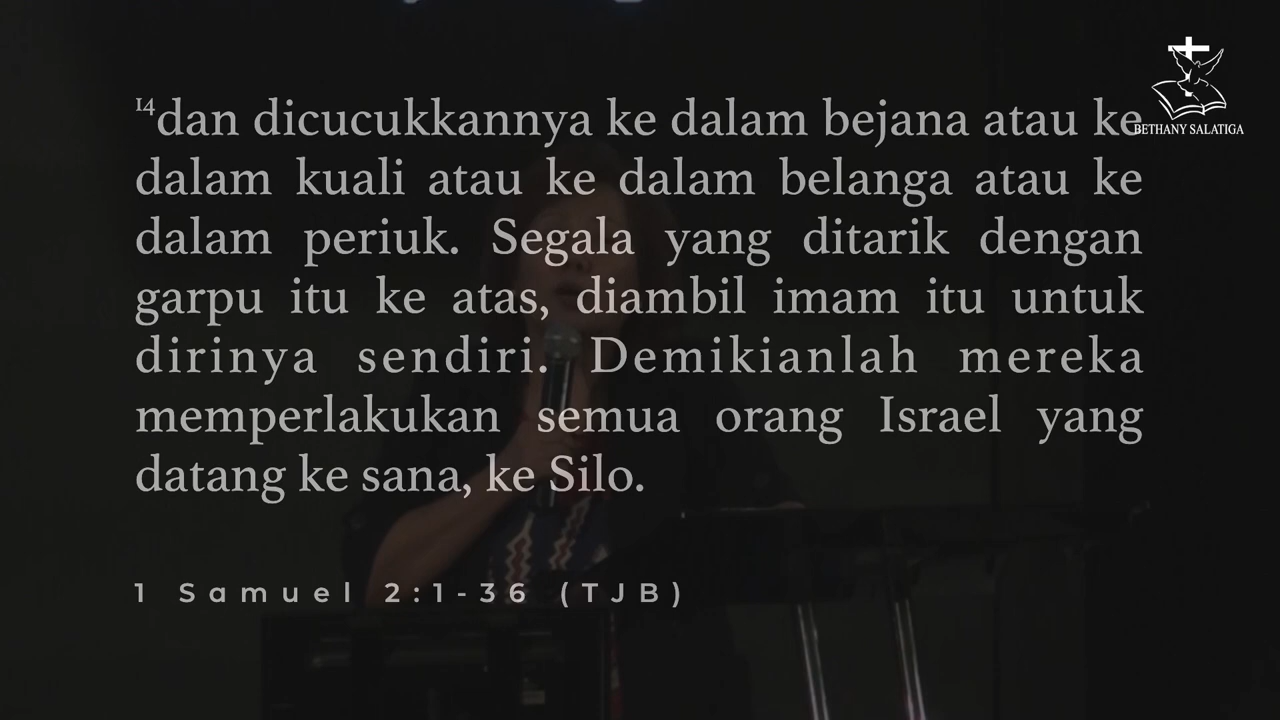 ¹⁴dan dicucukkannya ke dalam bejana atau ke
dalam kuali atau ke dalam belanga atau ke
dalam periuk. Segala yang ditarik dengan
garpu itu ke atas, diambil imam itu untuk
dirinya sendiri. Demikianlah mereka
memperlakukan semua orang Israel yang
datang ke sana, ke Silo.
1 Samuel 2:1-36 (TJB)
BETHANY SALATIGA